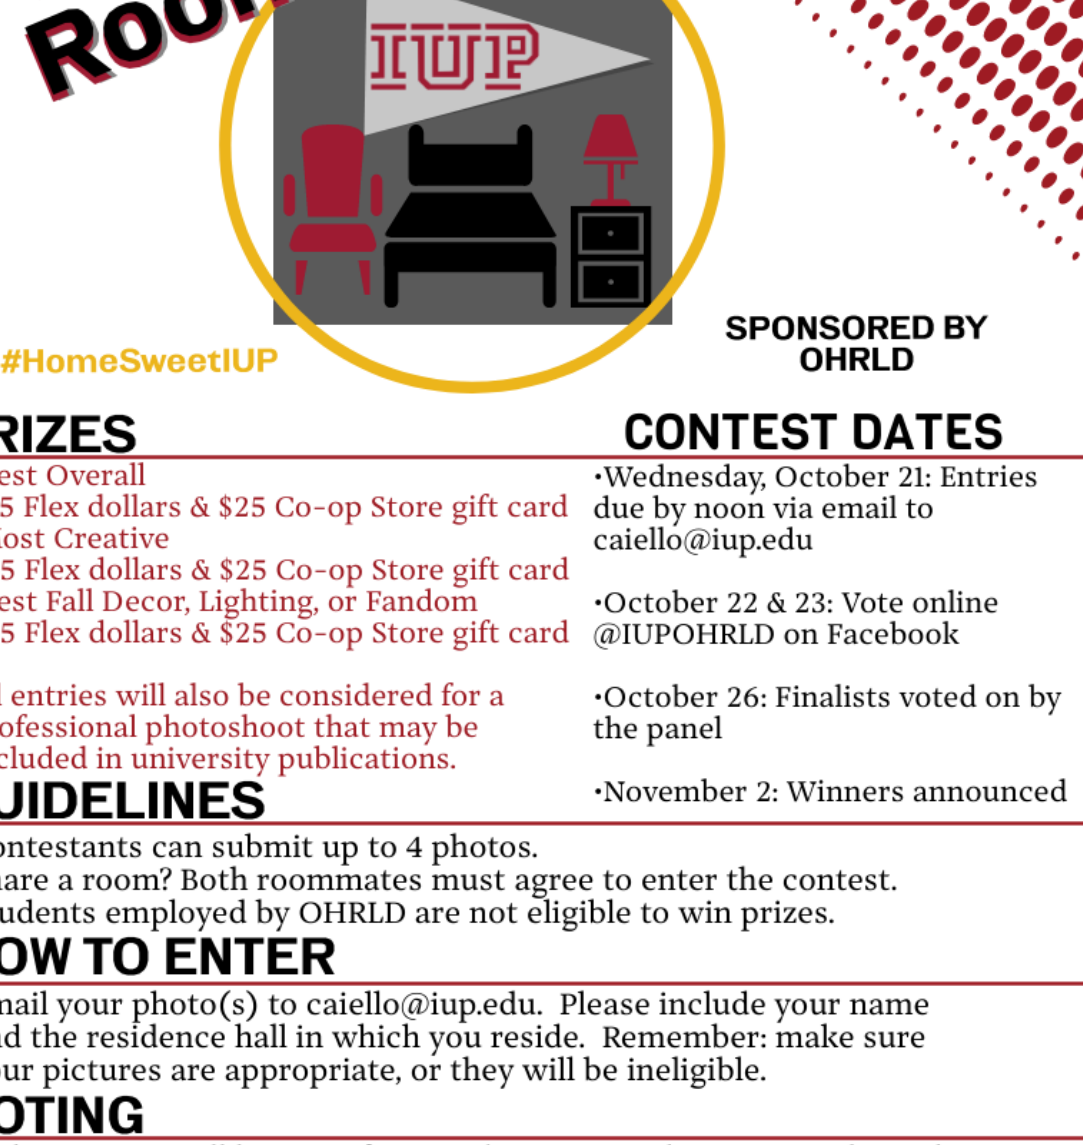 Room
IUP
#HomeSweetIUP
SPONSORED BY
OHRLD
RIZES
est Overall
5 Flex dollars & $25 Co-op Store gift card
ost Creative
5 Flex dollars & $25 Co-op Store gift card
est Fall Decor, Lighting, or Fandom
5 Flex dollars & $25 Co-op Store gift card
l entries will also be considered for a
ofessional photoshoot that may be
cluded in university publications.
CONTEST DATES
•Wednesday, October 21: Entries
due by noon via email to
caiello@iup.edu
•October 22 & 23: Vote online
@IUPOHRLD on Facebook
•October 26: Finalists voted on by
the panel
•November 2: Winners announced
UIDELINES
ontestants can submit up to 4 photos.
hare a room? Both roommates must agree to enter the contest.
tudents employed by OHRLD are not eligible to win prizes.
OW TO ENTER
mail your photo(s) to caiello@iup.edu.  Please include your name
nd the residence hall in which you reside.  Remember: make sure
our pictures are appropriate, or they will be ineligible.
OTING